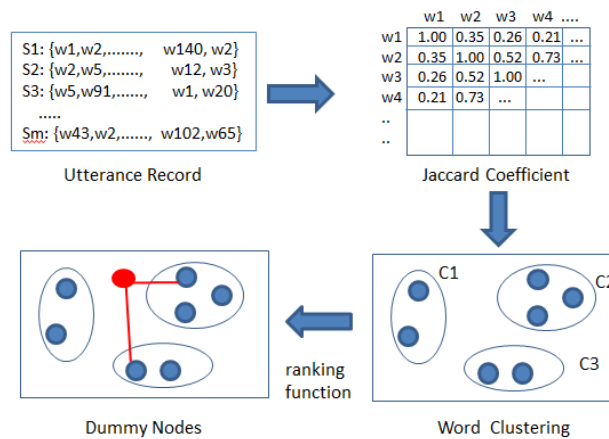 S1: {w1,w2,......., w140, w2}
S2: {w2,w5,......, w12, w3}
S3: {w5,w91,......, w1, w20}
.....
Sm: {w43,w2,......, w102,w65}
Utterance Record
w1 w2 w3 w4 ....
w1 1.00 0.35 0.26 0.21 ...
w2 0.35 1.00 0.52 0.73 ...
w3 0.26 0.52 1.00 ...
w4 0.21 0.73 ...
..
..
Jaccard Coefficient
C1
C2
C3
Word Clustering
ranking
function
Dummy Nodes